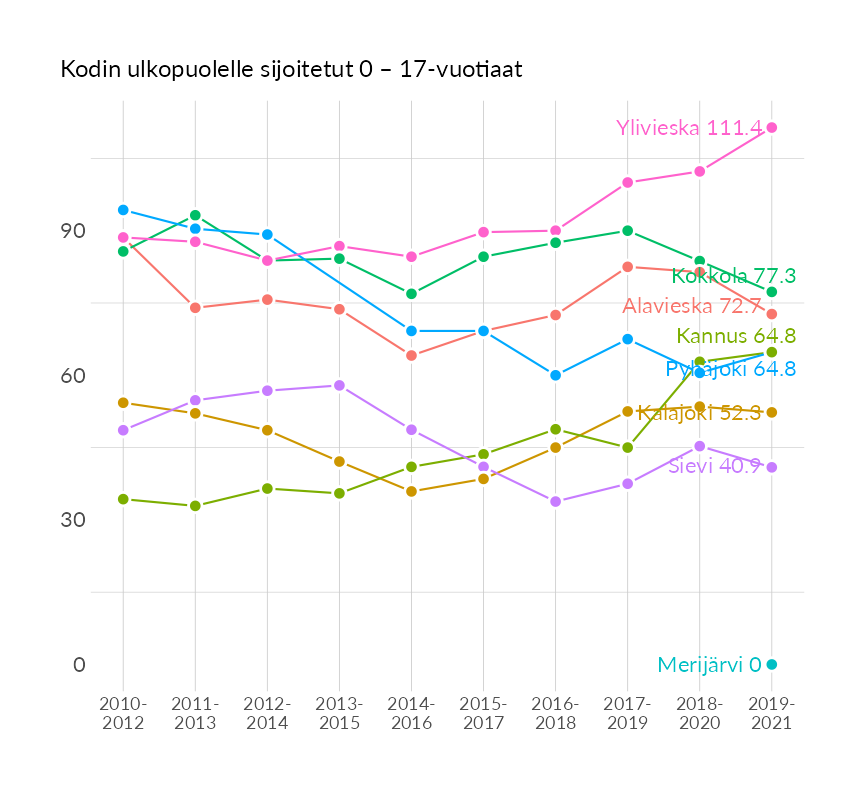 Kodin ulkopuolelle sijoitetut 0 – 17-vuotiaat
Ylivieska 111.4
90
Kokkola 77.3
Alavieska 72.7
Kannus 64.8
Pyhäjoki 64.8
60
Kalajoki 52.3
Sievi 40.9
30
Merijärvi 0
0
2010-2012
2011-2013
2012-2014
2013-2015
2014-2016
2015-2017
2016-2018
2017-2019
2018-2020
2019-2021